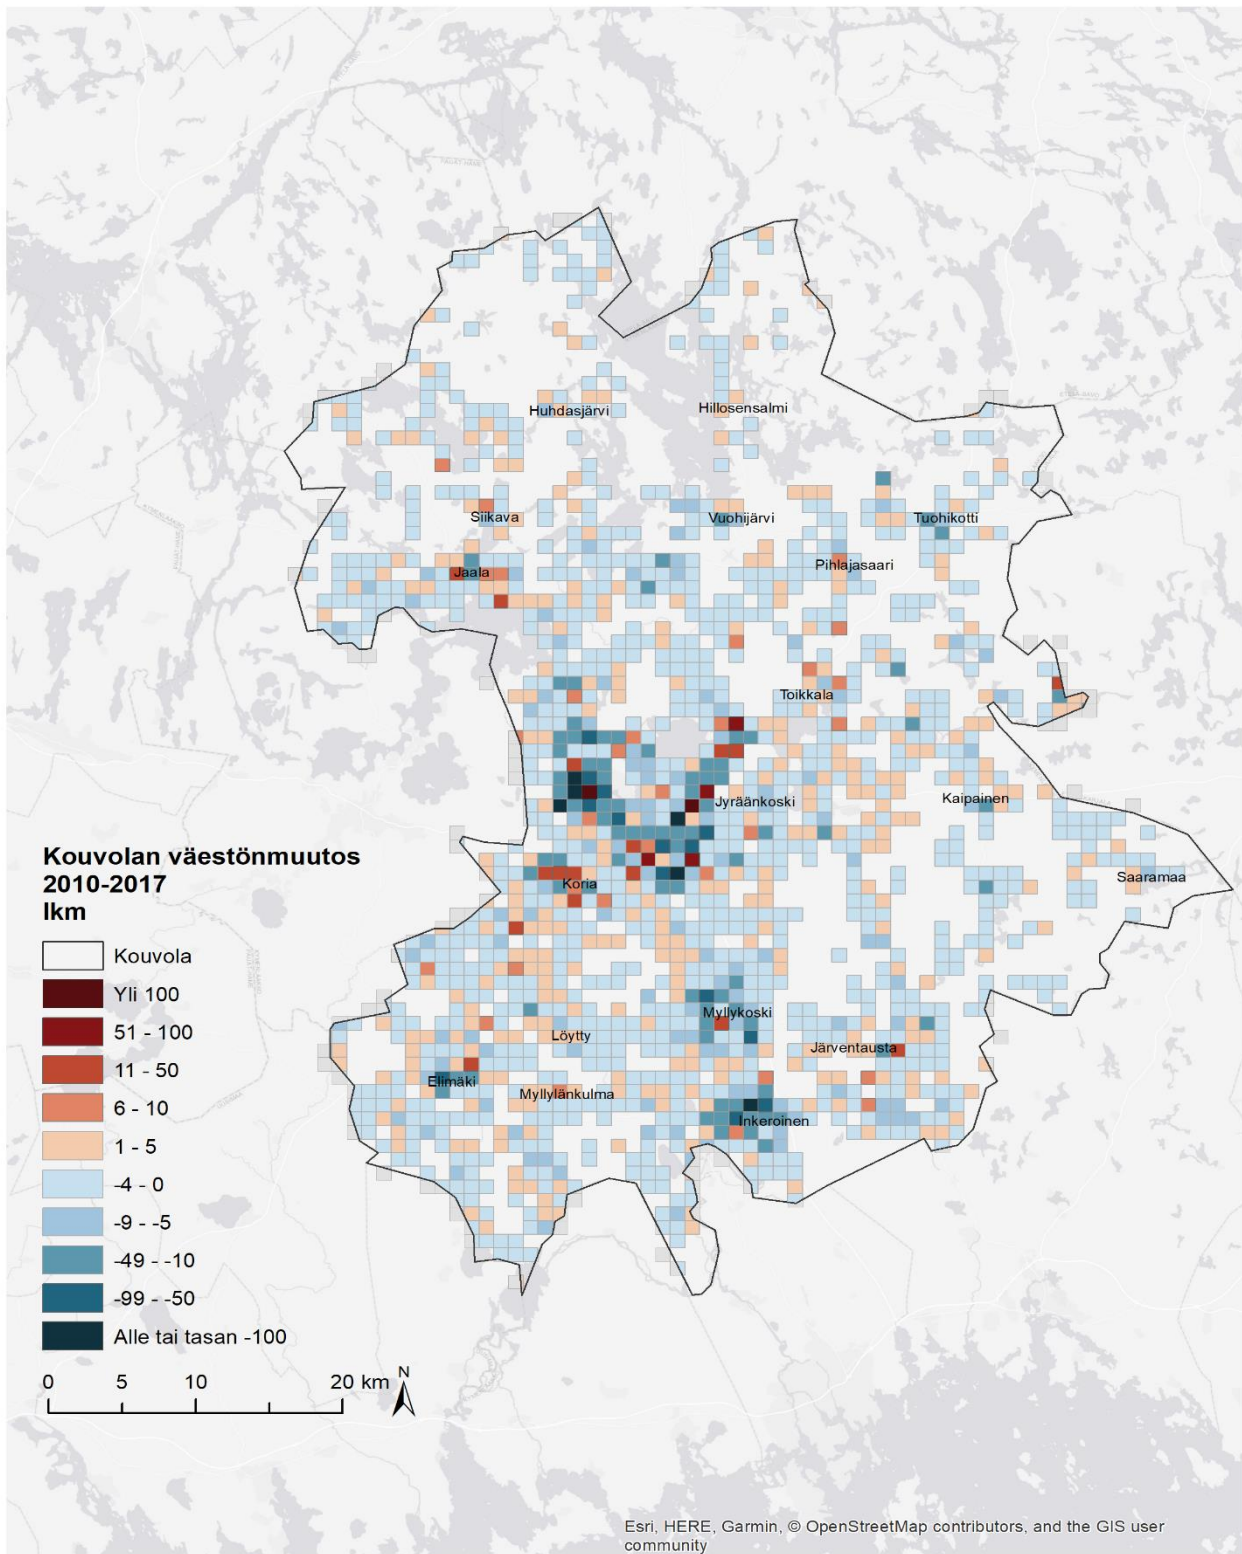 Huhdasjärvi
Hillosensalmi
Siikava
Vuohijärvi
Tuohikotti
Pihlajasaari
Jaala
Toikkala
Jyräänkoski
Kaipainen
Saaramaa
Koria
Myllykoski
Löytty
Järventausta
Elimäki
Myllylänkulma
Inkeroinen
Kouvolan väestönmuutos
2010-2017
lkm
Kouvola
Yli 100
51 - 100
11 - 50
6 - 10
1 - 5
-4 - 0
-9 - -5
-49 - -10
-99 - -50
Alle tai tasan -100
0 5 10 20 km
N
Esri, HERE, Garmin, © OpenStreetMap contributors, and the GIS user
community